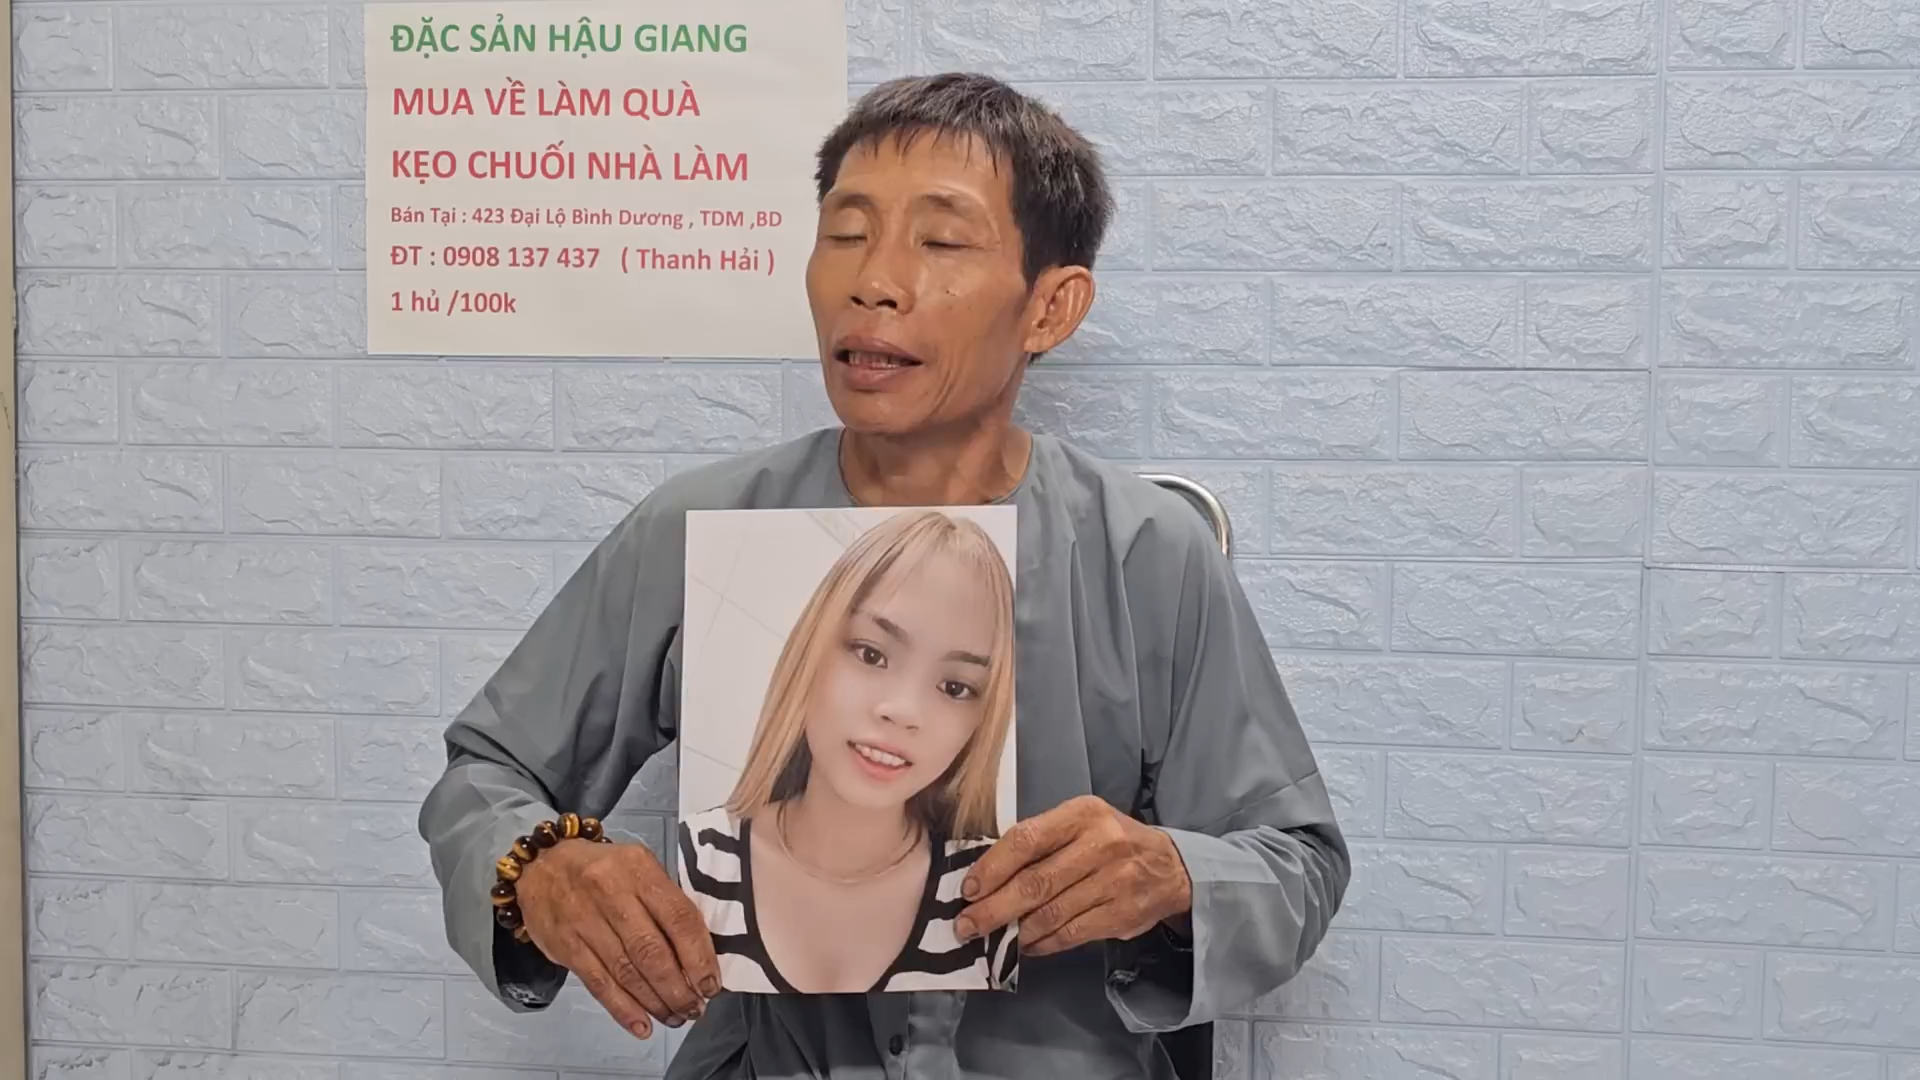 ĐẶC SẢN HẬU GIANG
MUA VỀ LÀM QUÀ
KẸO CHUỐI NHÀ LÀM
Bán Tại : 423 Đại Lộ Bình Dương , TDM ,BD
ĐT : 0908 137 437 ( Thanh Hải )
1 hủ /100k